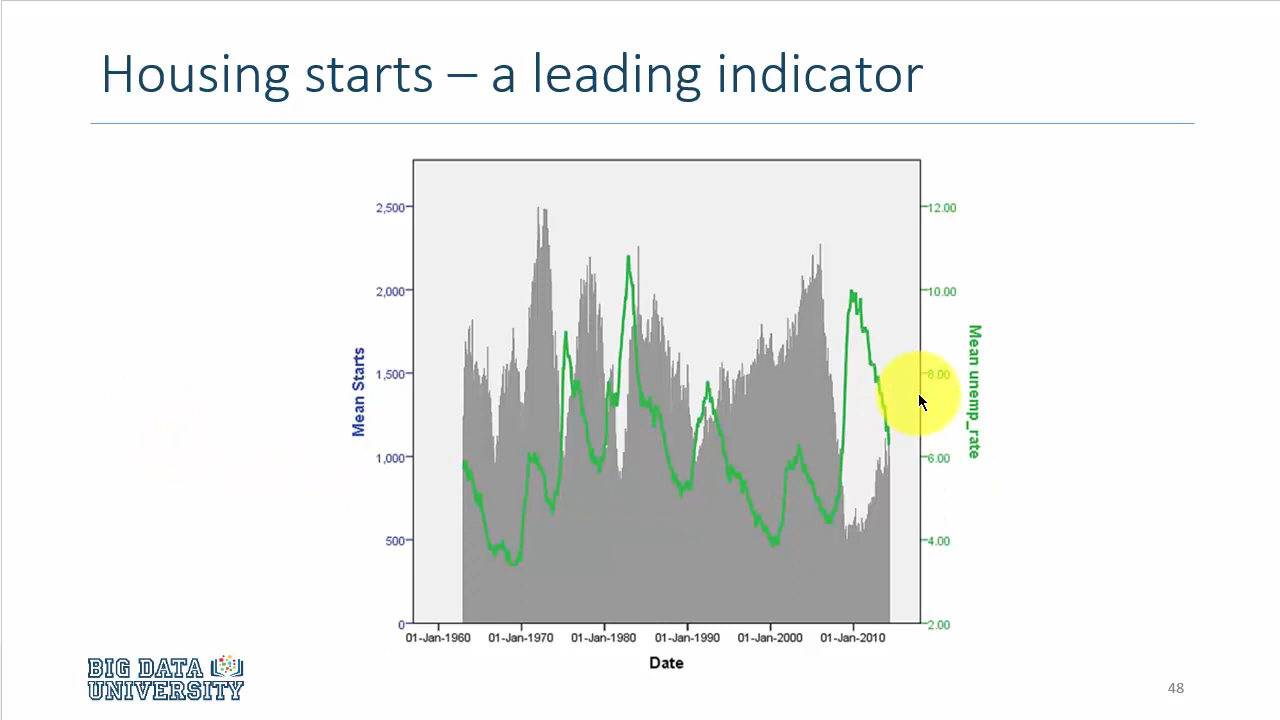 Housing starts – a leading indicator
2,500
2,000
1,500
1,000
500
0
Mean Starts
12.00
10.00
8.00
6.00
4.00
2.00
Mean unemp_rate
01-Jan-1960 01-Jan-1970 01-Jan-1980 01-Jan-1990 01-Jan-2000 01-Jan-2010
Date
BIG DATA
UNIVERSITY
48